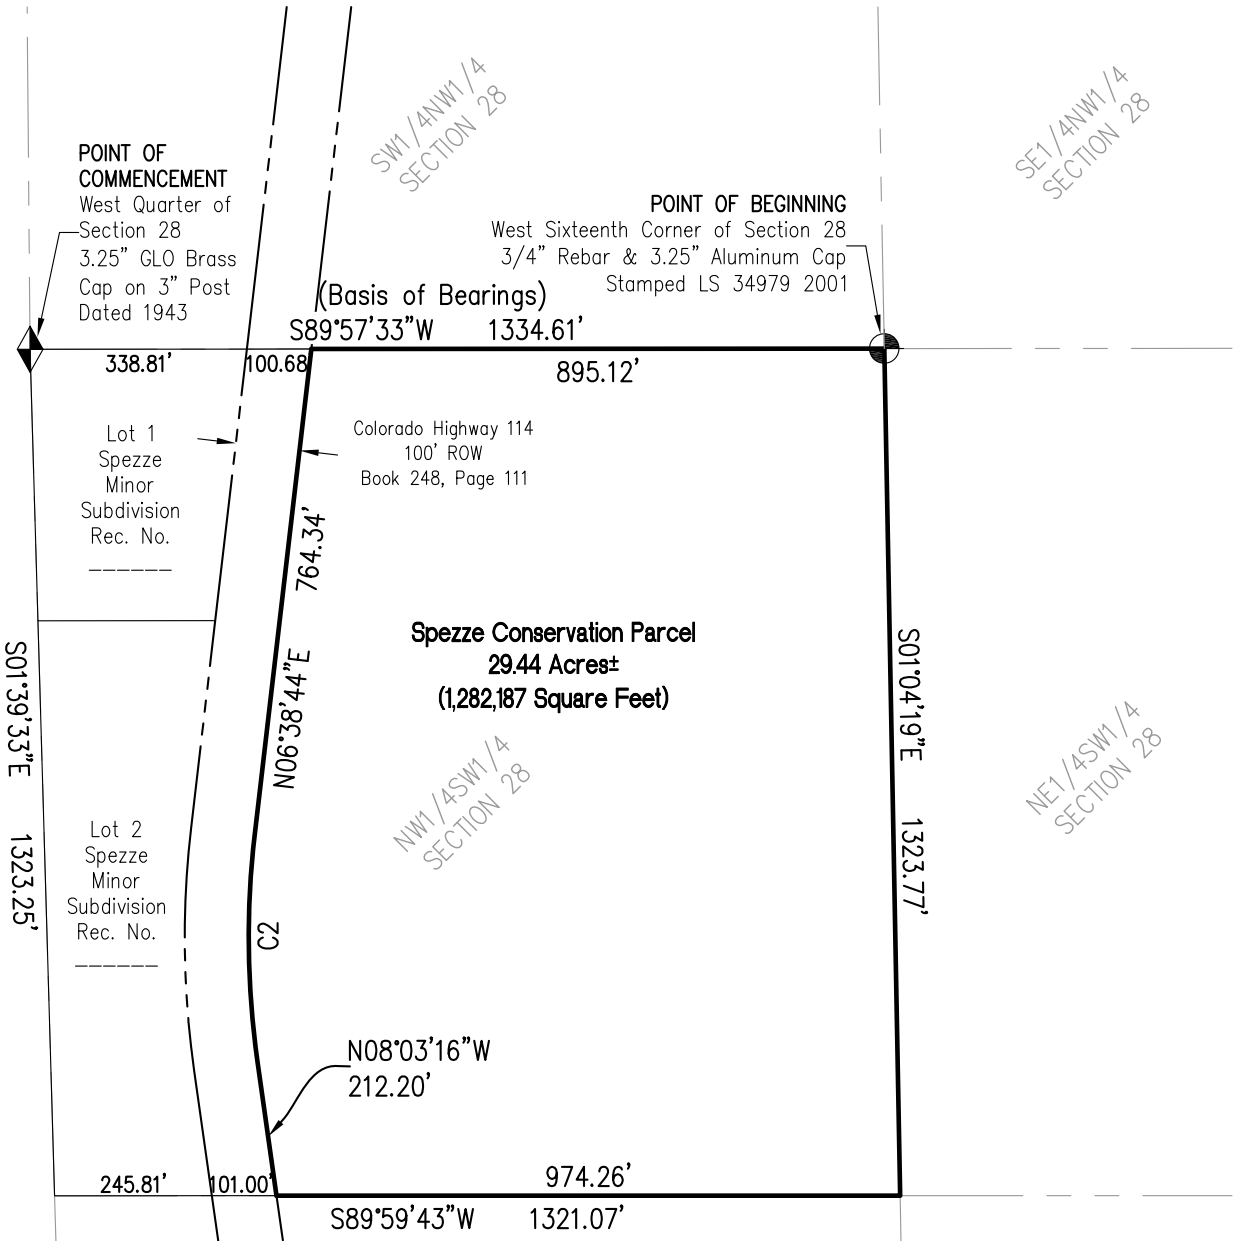 SW1/4NW1/4
SECTION 28
SE1/4NW1/4
SECTION 28
POINT OF
COMMENCEMENT
West Quarter of
Section 28
3.25" GLO Brass
Cap on 3" Post
Dated 1943
POINT OF BEGINNING
West Sixteenth Corner of Section 28
3/4" Rebar & 3.25" Aluminum Cap
Stamped LS 34979 2001
(Basis of Bearings)
S89°57'33"W 1334.61'
338.81'
100.68
895.12'
Lot 1
Spezze
Minor
Subdivision
Rec. No.
______
Colorado Highway 114
100' ROW
Book 248, Page 111
N06°38'44"E 764.34'
Spezze Conservation Parcel
29.44 Acres±
(1,282,187 Square Feet)
S01°39'33"E 1323.25'
S01°04'19"E 1323.77'
NW1/4SW1/4
SECTION 28
NE1/4SW1/4
SECTION 28
Lot 2
Spezze
Minor
Subdivision
Rec. No.
______
C2
N08°03'16"W
212.20'
245.81'
101.00'
974.26'
S89°59'43"W 1321.07'